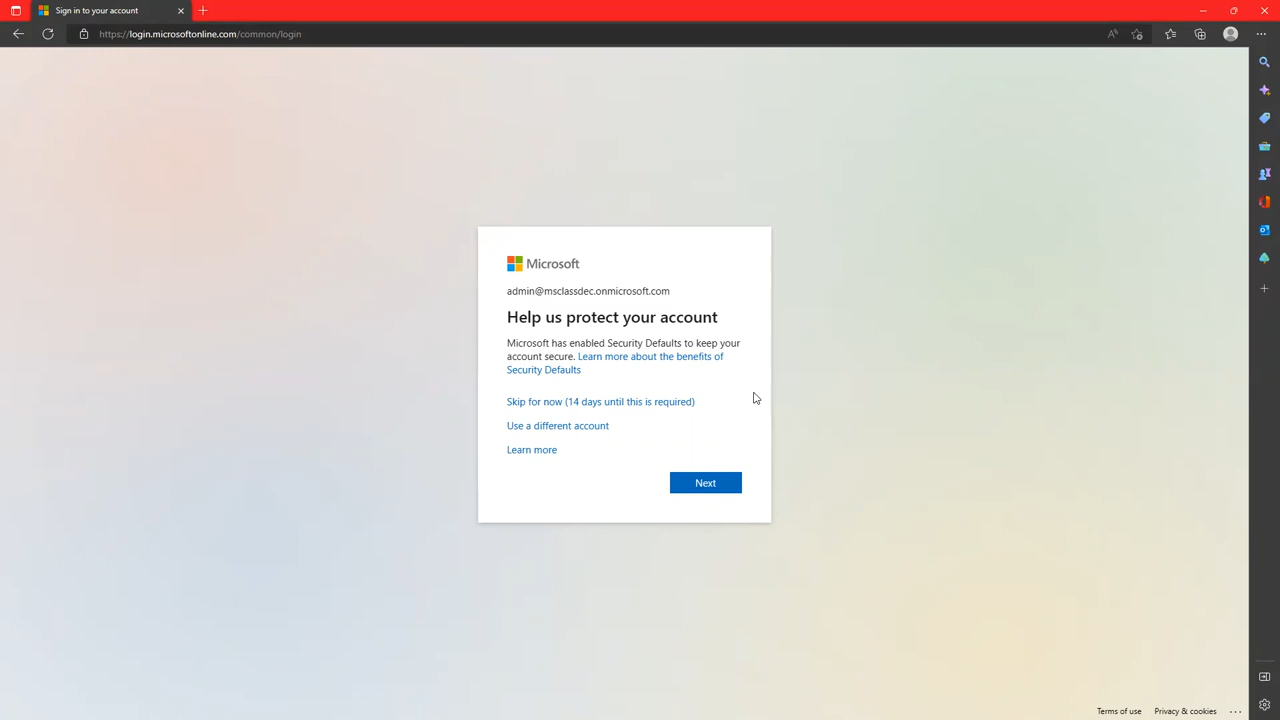 Sign in to your account
https://login.microsoftonline.com/common/login
Microsoft
admin@msclassdec.onmicrosoft.com
Help us protect your account
Microsoft has enabled Security Defaults to keep your
account secure. Learn more about the benefits of
Security Defaults
Skip for now (14 days until this is required)
Use a different account
Learn more
Next
Terms of use Privacy & cookies ...